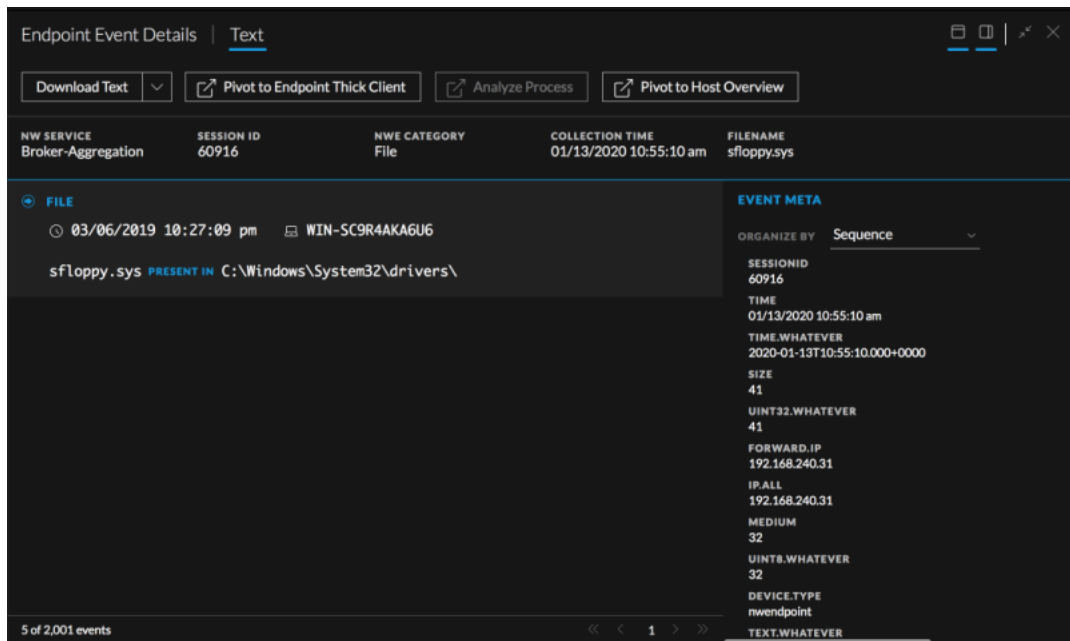 Endpoint Event Details | Text
Download Text
Pivot to Endpoint Thick Client
Analyze Process
Pivot to Host Overview
NW SERVICE SESSION ID NWE CATEGORY COLLECTION TIME FILENAME
Broker-Aggregation 60916 File 01/13/2020 10:55:10 am sfloppy.sys
FILE
03/06/2019 10:27:09 pm WIN-SC9R4AKA6U6
sfloppy.sys PRESENT IN C:\Windows\System32\drivers\
EVENT META
ORGANIZE BY Sequence
SESSIONID
60916
TIME
01/13/2020 10:55:10 am
TIME.WHATEVER
2020-01-13T10:55:10.000+0000
SIZE
41
UINT32.WHATEVER
41
FORWARD.IP
192.168.240.31
IP.ALL
192.168.240.31
MEDIUM
32
UINT8.WHATEVER
32
DEVICE.TYPE
nwendpoint
TEXT.WHATEVER
5 of 2,001 events
« < 1 > »